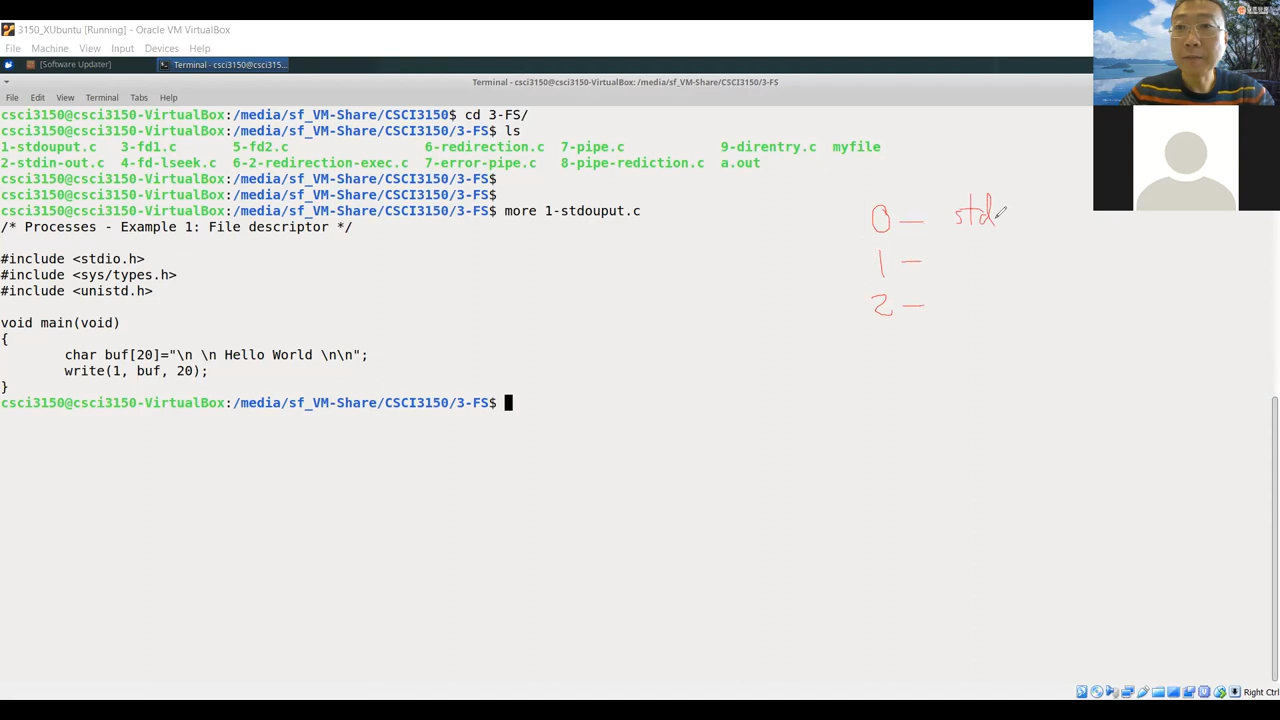 3150_XUbuntu [Running] - Oracle VM VirtualBox
File Machine View Input Devices Help
[Software Updater] Terminal - csci3150@csci315...
Terminal - csci3150@csci3150-VirtualBox: /media/sf_VM-Share/CSCI3150/3-FS
File Edit View Terminal Tabs Help
csci3150@csci3150-VirtualBox:/media/sf_VM-Share/CSCI3150$ cd 3-FS/
csci3150@csci3150-VirtualBox:/media/sf_VM-Share/CSCI3150/3-FS$ ls
1-stdouput.c 3-fd1.c 5-fd2.c 6-redirection.c 7-pipe.c 9-direntry.c myfile
2-stdin-out.c 4-fd-lseek.c 6-2-redirection-exec.c 7-error-pipe.c 8-pipe-rediction.c a.out
csci3150@csci3150-VirtualBox:/media/sf_VM-Share/CSCI3150/3-FS$
csci3150@csci3150-VirtualBox:/media/sf_VM-Share/CSCI3150/3-FS$
csci3150@csci3150-VirtualBox:/media/sf_VM-Share/CSCI3150/3-FS$ more 1-stdouput.c
/* Processes - Example 1: File descriptor */
#include <stdio.h>
#include <sys/types.h>
#include <unistd.h>
void main(void)
{
char buf[20]="\n \n Hello World \n\n";
write(1, buf, 20);
}
csci3150@csci3150-VirtualBox:/media/sf_VM-Share/CSCI3150/3-FS$
0 — std
1 —
2 —
Right Ctrl